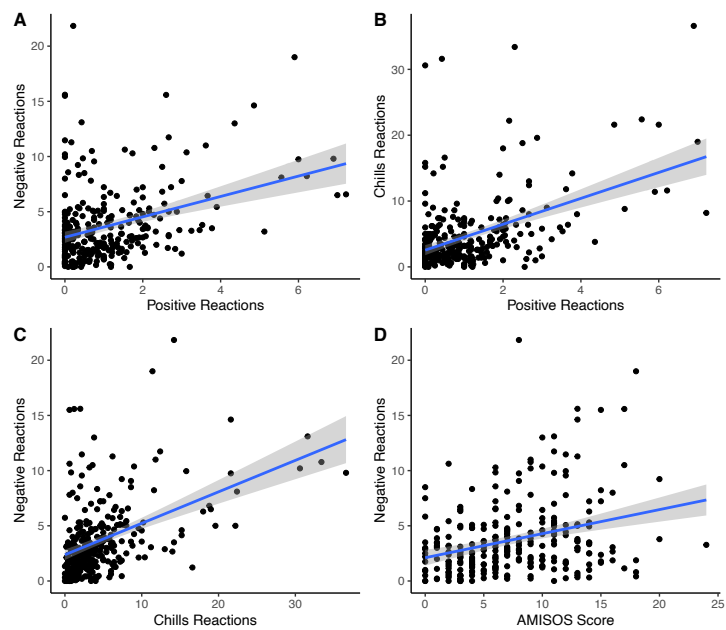 A
20
15
10
5
0
Negative Reactions
0 2 4 6
Positive Reactions
B
30
20
10
0
Chills Reactions
0 2 4 6
Positive Reactions
C
20
15
10
5
0
Negative Reactions
0 10 20 30
Chills Reactions
D
20
15
10
5
0
Negative Reactions
0 5 10 15 20 25
AMISOS Score